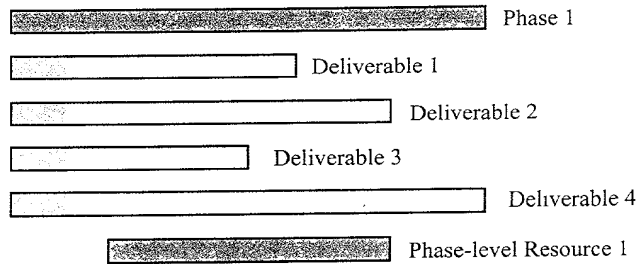 Phase 1
Deliverable 1
Deliverable 2
Deliverable 3
Deliverable 4
Phase-level Resource 1